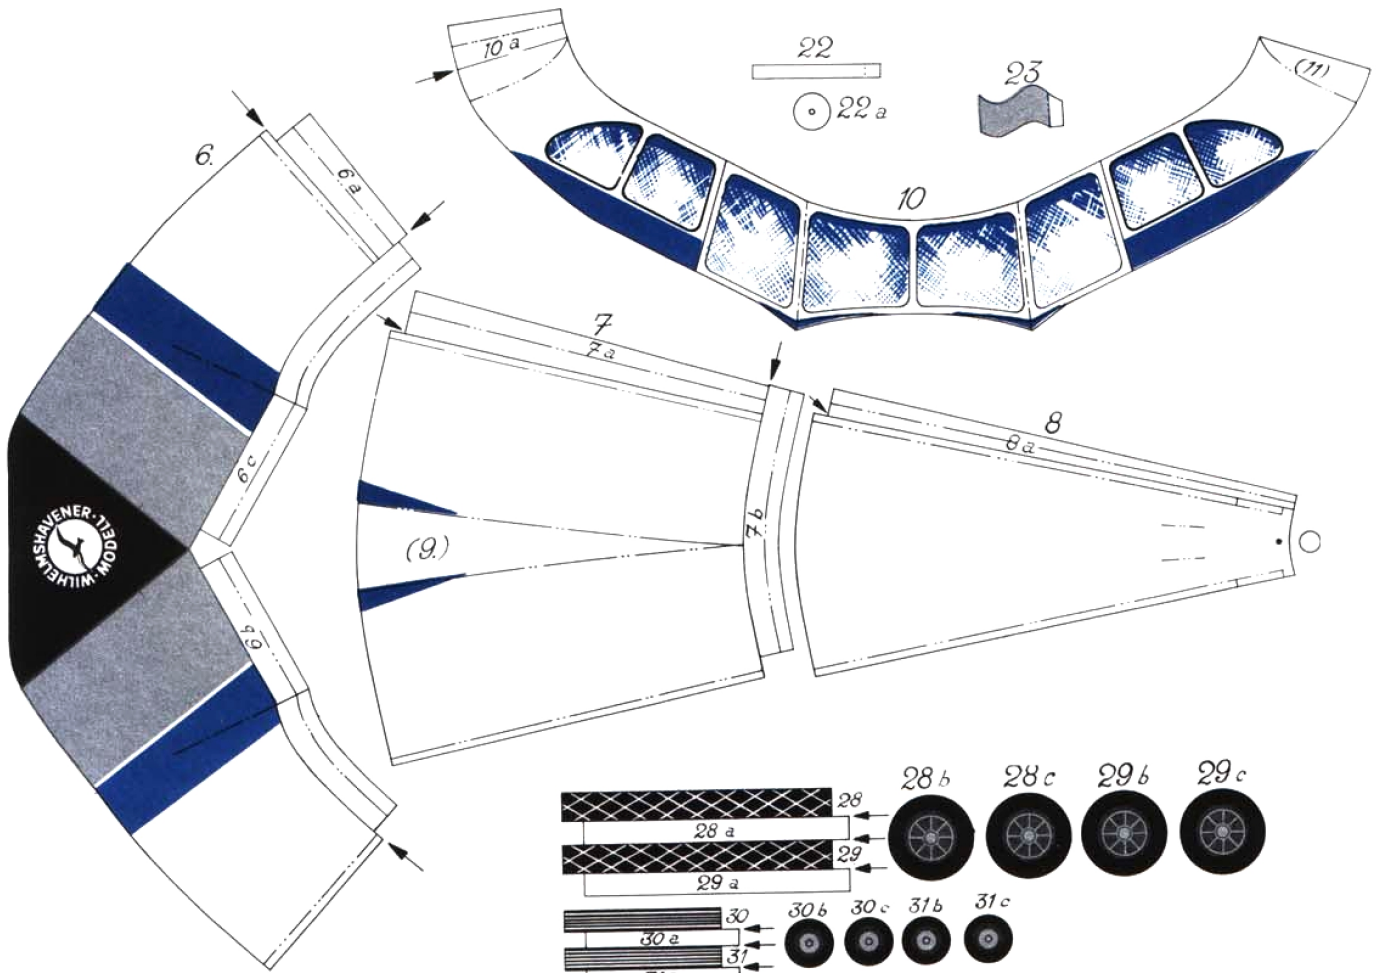 10 a
22
22 a
23
(11)
6.
6 a
10
7
7 a
8
8 a
6 c
7 b
(9.)
WILHELMSHAVENER · MODELL ·
6 b
28 b
28 c
29 b
29 c
28
28 a
29
29 a
30
30 a
31
30 b
30 c
31 b
31 c